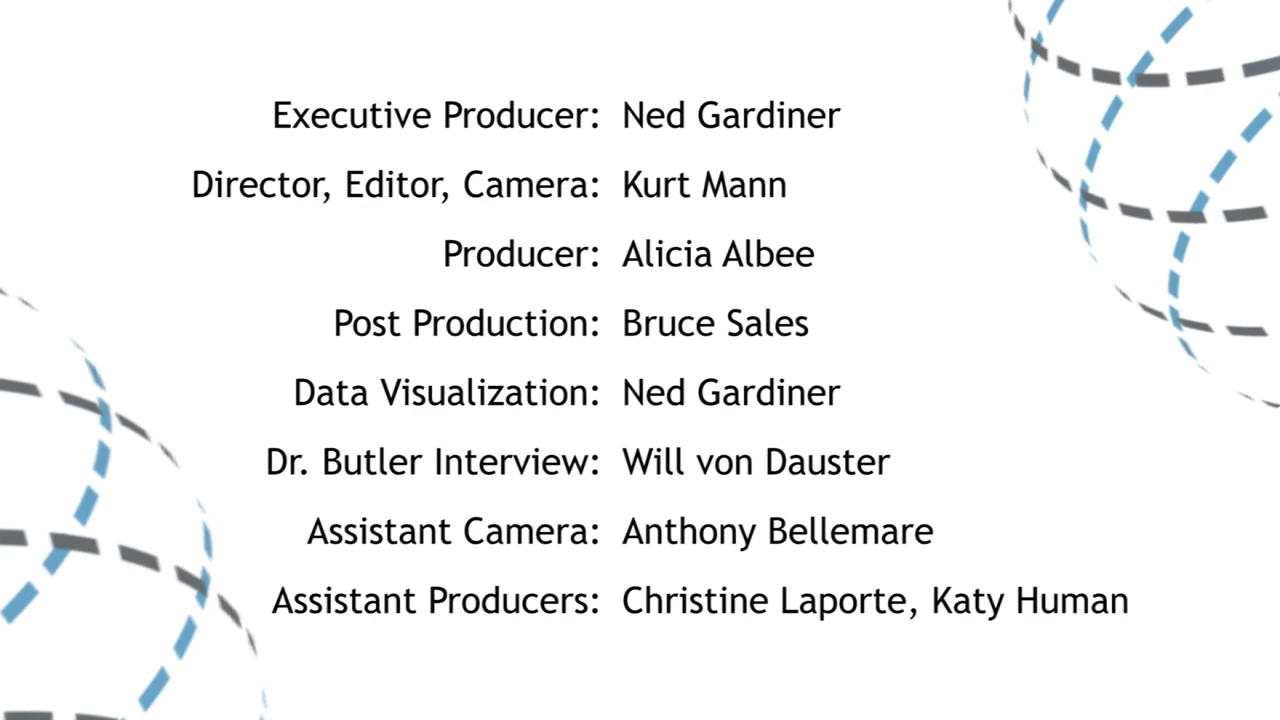 Executive Producer: Ned Gardiner
Director, Editor, Camera: Kurt Mann
Producer: Alicia Albee
Post Production: Bruce Sales
Data Visualization: Ned Gardiner
Dr. Butler Interview: Will von Dauster
Assistant Camera: Anthony Bellemare
Assistant Producers: Christine Laporte, Katy Human